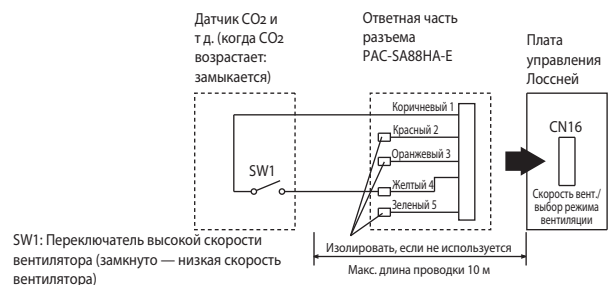 Датчик CO2 и
т д. (когда CO2
возрастает:
замыкается)
Ответная часть
разъема
PAC-SA88HA-E
Плата
управления
Лоссней
Коричневый 1
Красный 2
Оранжевый 3
Желтый 4
Зеленый 5
SW1
CN16
Скорость вент./
выбор режима
вентиляции
SW1: Переключатель высокой скорости
вентилятора (замкнуто — низкая скорость
вентилятора)
Изолировать, если не используется
Макс. длина проводки 10 м